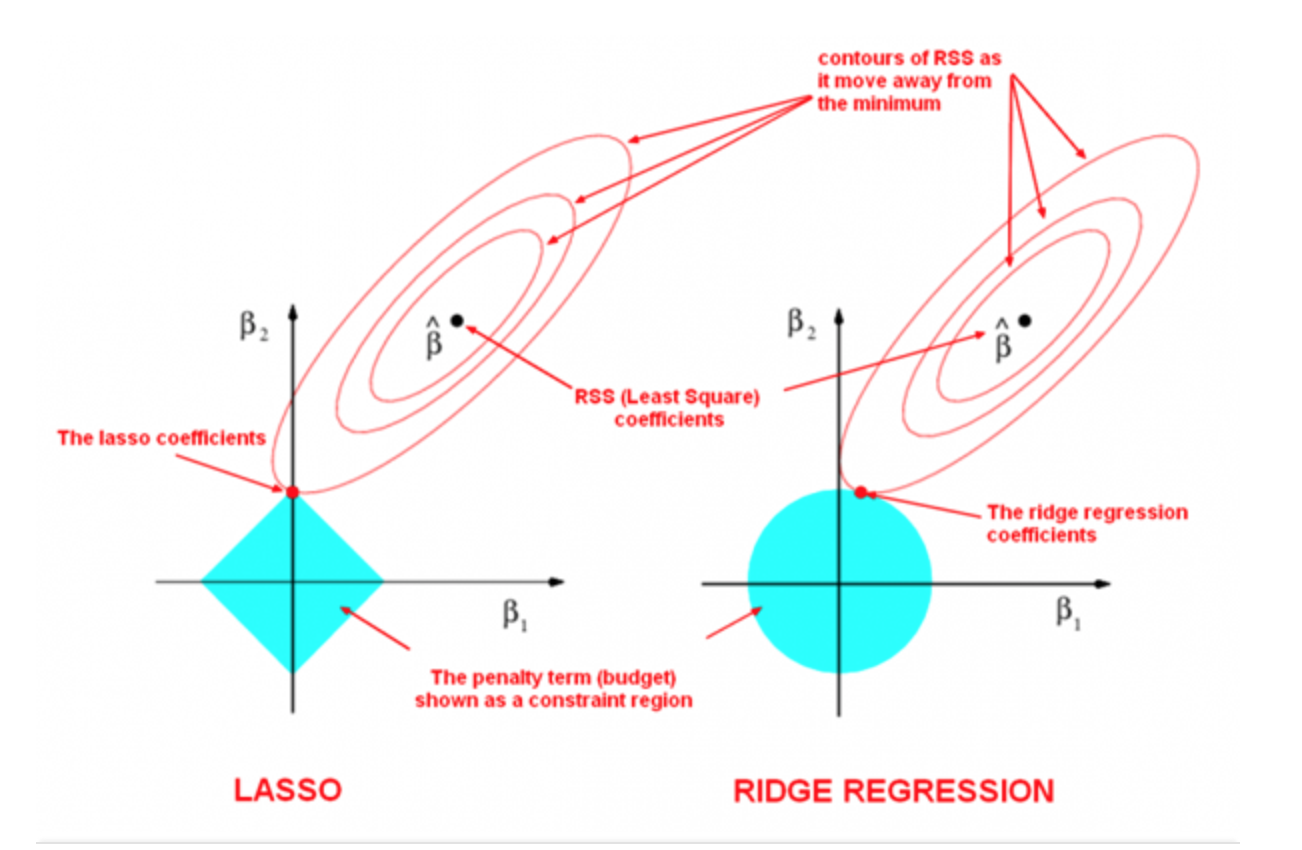 contours of RSS as
it move away from
the minimum
β2
β̂
β2
β̂
RSS (Least Square)
coefficients
The lasso coefficients
The ridge regression
coefficients
β1
β1
The penalty term (budget)
shown as a constraint region
LASSO
RIDGE REGRESSION